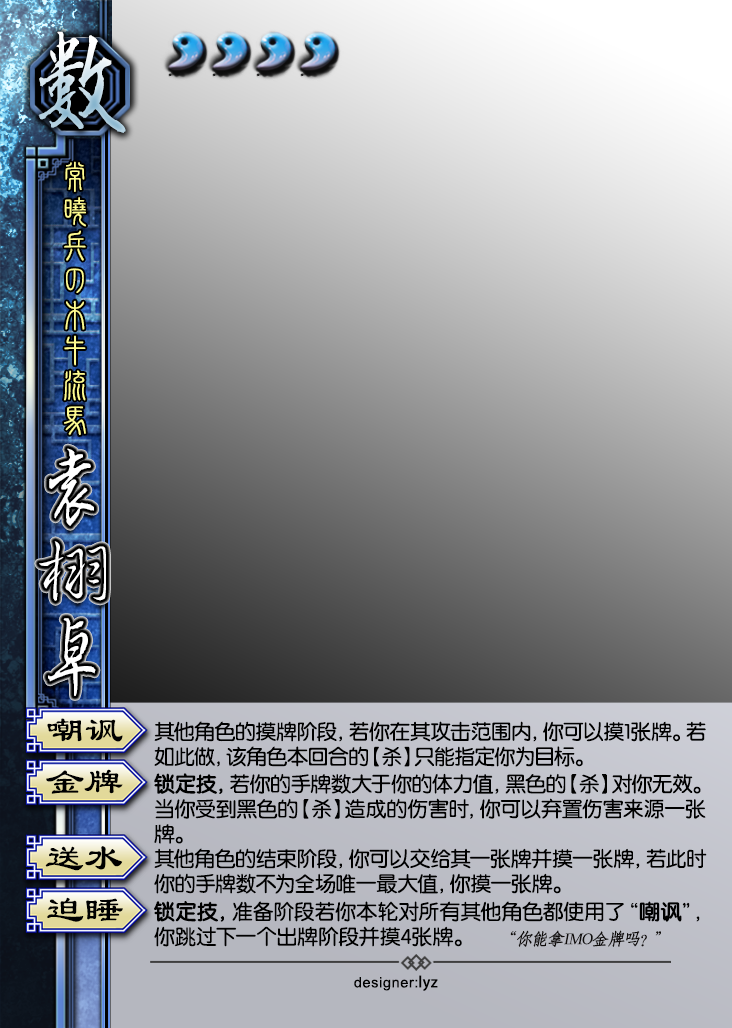 数
常曉兵の木牛流馬
袁栩卓
嘲讽
其他角色的摸牌阶段，若你在其攻击范围内，你可以摸1张牌。若
如此做，该角色本回合的【杀】只能指定你为目标。
金牌
锁定技，若你的手牌数大于你的体力值，黑色的【杀】对你无效。
当你受到黑色的【杀】造成的伤害时，你可以弃置伤害来源一张
牌。
送水
其他角色的结束阶段，你可以交给其一张牌并摸一张牌，若此时
你的手牌数不为全场唯一最大值，你摸一张牌。
迫睡
锁定技，准备阶段若你本轮对所有其他角色都使用了“嘲讽”，
你跳过下一个出牌阶段并摸4张牌。
“你能拿IMO金牌吗？”
designer:lyz